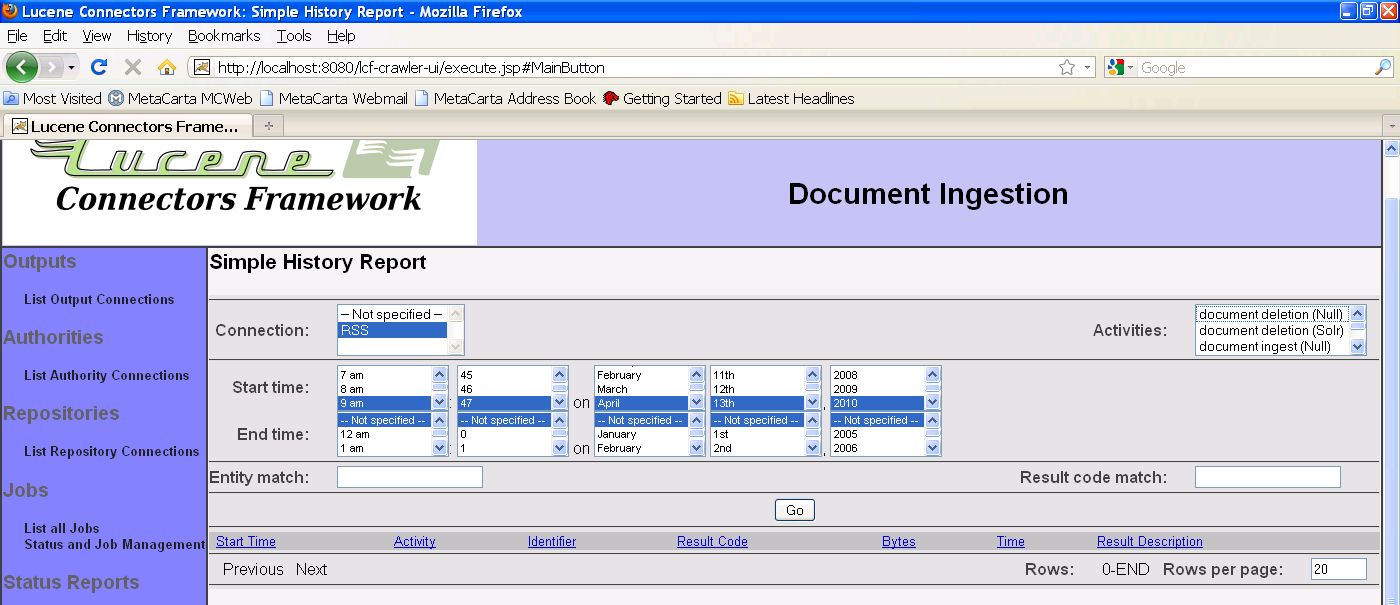 Lucene Connectors Framework: Simple History Report - Mozilla Firefox
File Edit View History Bookmarks Tools Help
http://localhost:8080/lcf-crawler-ui/execute.jsp#MainButton
Google
Most Visited MetaCarta MCWeb MetaCarta Webmail MetaCarta Address Book Getting Started Latest Headlines
Lucene Connectors Frame...
Lucene
Connectors Framework
Document Ingestion
Outputs
List Output Connections
Authorities
List Authority Connections
Repositories
List Repository Connections
Jobs
List all Jobs
Status and Job Management
Status Reports
Simple History Report
Connection:
-- Not specified --
RSS
Activities:
document deletion (Null)
document deletion (Solr)
document ingest (Null)
Start time:
7 am 45 February 11th 2008
8 am 46 March 12th 2009
9 am : 47 on April 13th , 2010
End time:
-- Not specified -- -- Not specified -- -- Not specified -- -- Not specified -- -- Not specified --
12 am 0 January 1st 2005
1 am : 1 on February 2nd , 2006
Entity match:
Result code match:
Go
Start Time Activity Identifier Result Code Bytes Time Result Description
Previous Next Rows: 0-END Rows per page: 20